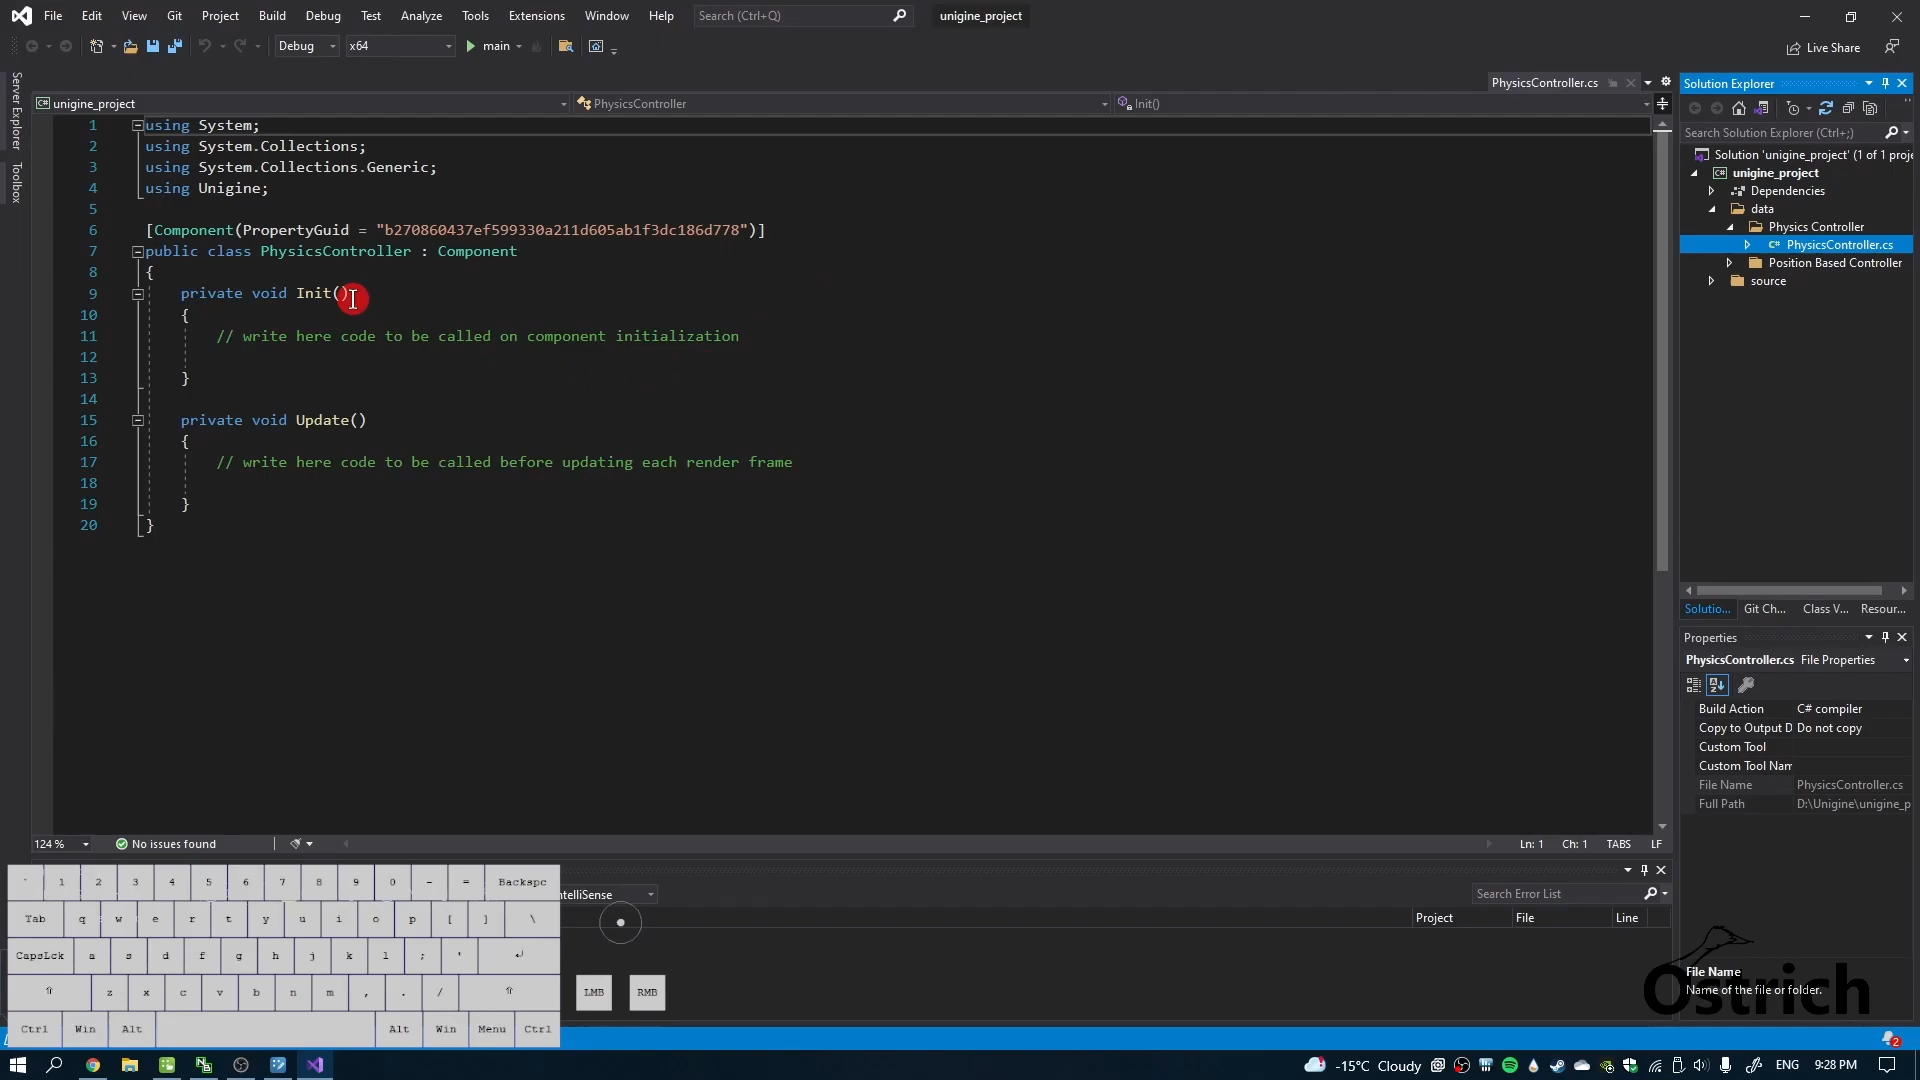 File Edit View Git Project Build Debug Test Analyze Tools Extensions Window Help Search (Ctrl+Q) unigine_project
Debug x64 main Live Share
Server Explorer
Toolbox
PhysicsController.cs
unigine_project PhysicsController Init()
1 using System;
2 using System.Collections;
3 using System.Collections.Generic;
4 using Unigine;
5
6 [Component(PropertyGuid = "b270860437ef599330a211d605ab1f3dc186d778")]
7 public class PhysicsController : Component
8 {
9 private void Init()
10 {
11 // write here code to be called on component initialization
12
13 }
14
15 private void Update()
16 {
17 // write here code to be called before updating each render frame
18
19 }
20 }
124 % No issues found Ln: 1 Ch: 1 TABS LF
Solution Explorer
Search Solution Explorer (Ctrl+;)
Solution 'unigine_project' (1 of 1 proje
unigine_project
Dependencies
data
Physics Controller
PhysicsController.cs
Position Based Controller
source
Solutio... Git Ch... Class V... Resour...
Properties
PhysicsController.cs File Properties
Build Action C# compiler
Copy to Output D Do not copy
Custom Tool
Custom Tool Nam
File Name PhysicsController.cs
Full Path D:\Unigine\unigine_p
File Name
Name of the file or folder.
ntelliSense Search Error List
Project File Line
` 1 2 3 4 5 6 7 8 9 0 - = Backspc
Tab q w e r t y u i o p [ ] \
CapsLck a s d f g h j k l ; '
z x c v b n m , . /
Ctrl Win Alt Alt Win Menu Ctrl
LMB RMB
Ostrich
2
-15°C Cloudy ENG 9:28 PM